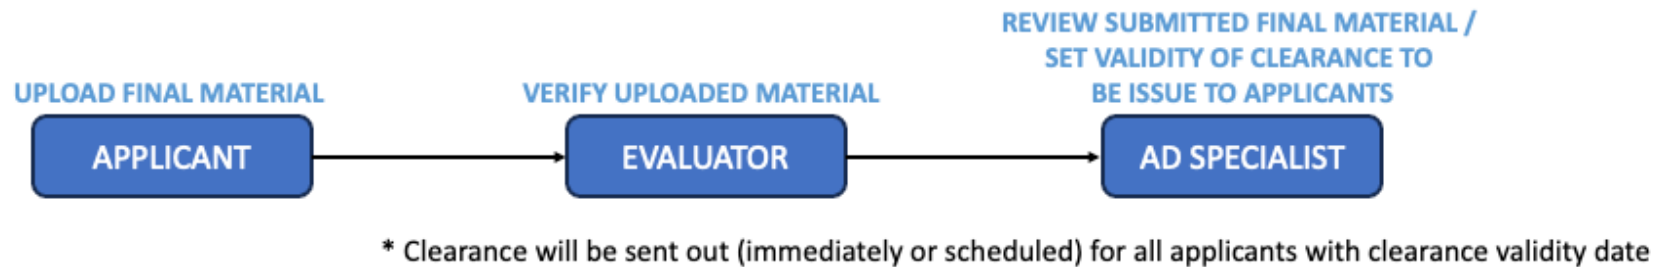 UPLOAD FINAL MATERIAL
APPLICANT
VERIFY UPLOADED MATERIAL
EVALUATOR
REVIEW SUBMITTED FINAL MATERIAL /
SET VALIDITY OF CLEARANCE TO
BE ISSUE TO APPLICANTS
AD SPECIALIST
* Clearance will be sent out (immediately or scheduled) for all applicants with clearance validity date